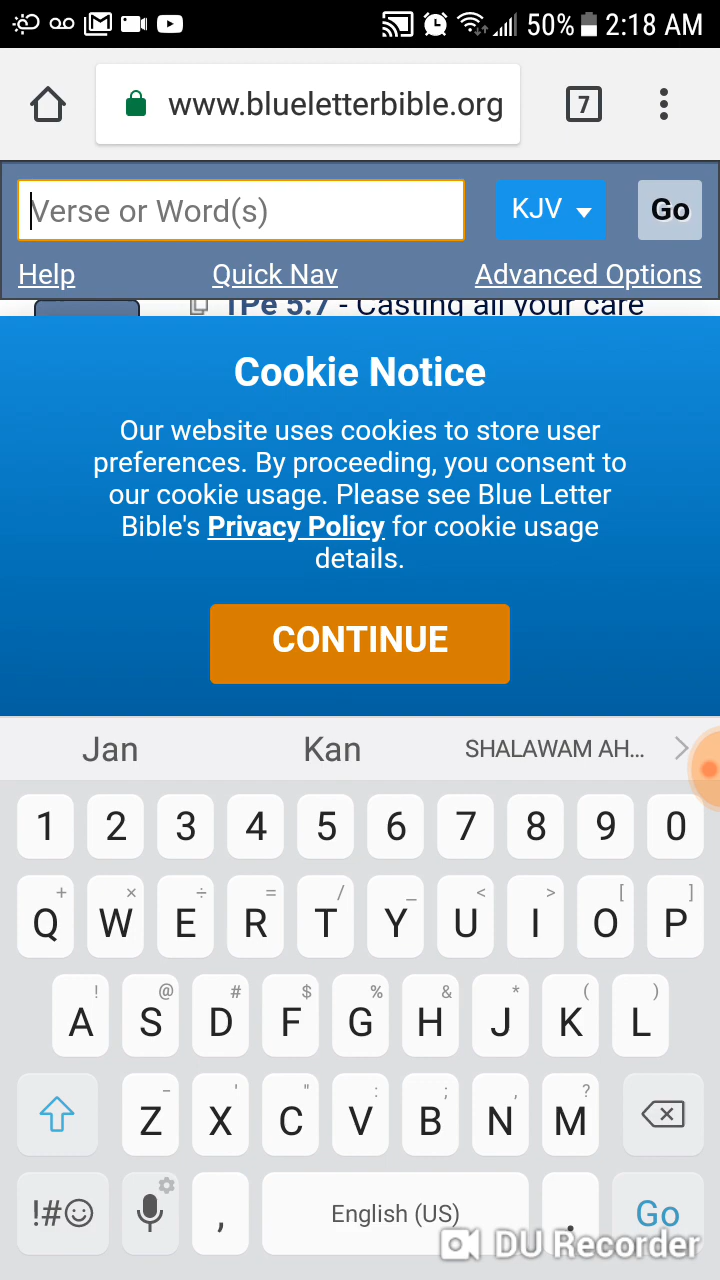 50% 2:18 AM
www.blueletterbible.org 7
Verse or Word(s) KJV Go
Help Quick Nav Advanced Options
1Pe 5:7 - Casting all your care
Cookie Notice
Our website uses cookies to store user
preferences. By proceeding, you consent to
our cookie usage. Please see Blue Letter
Bible's Privacy Policy for cookie usage
details.
CONTINUE
Jan Kan SHALAWAM AH...
1 2 3 4 5 6 7 8 9 0
+ × ÷ = / _ < > [ ]
Q W E R T Y U I O P
! @ # $ % & * ( )
A S D F G H J K L
- ' " : ; , ?
Z X C V B N M
!#☺ , English (US) . Go
DU Recorder